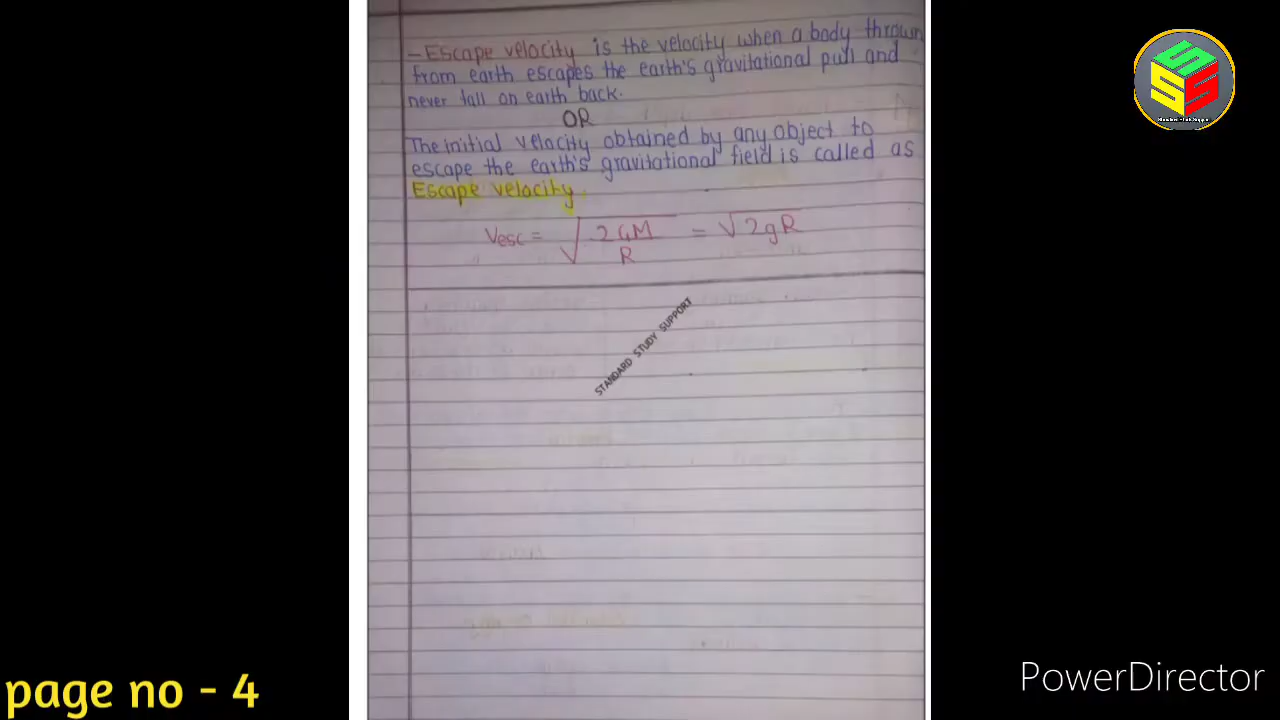 - Escape velocity is the velocity when a body thrown
from earth escapes the earth's gravitational pull and
never fall on earth back.
OR
The initial velocity obtained by any object to
escape the earth's gravitational field is called as
Escape velocity.
Vesc = √2GM/R = √2gR
STANDARD STUDY SUPPORT
SSS
page no - 4
PowerDirector